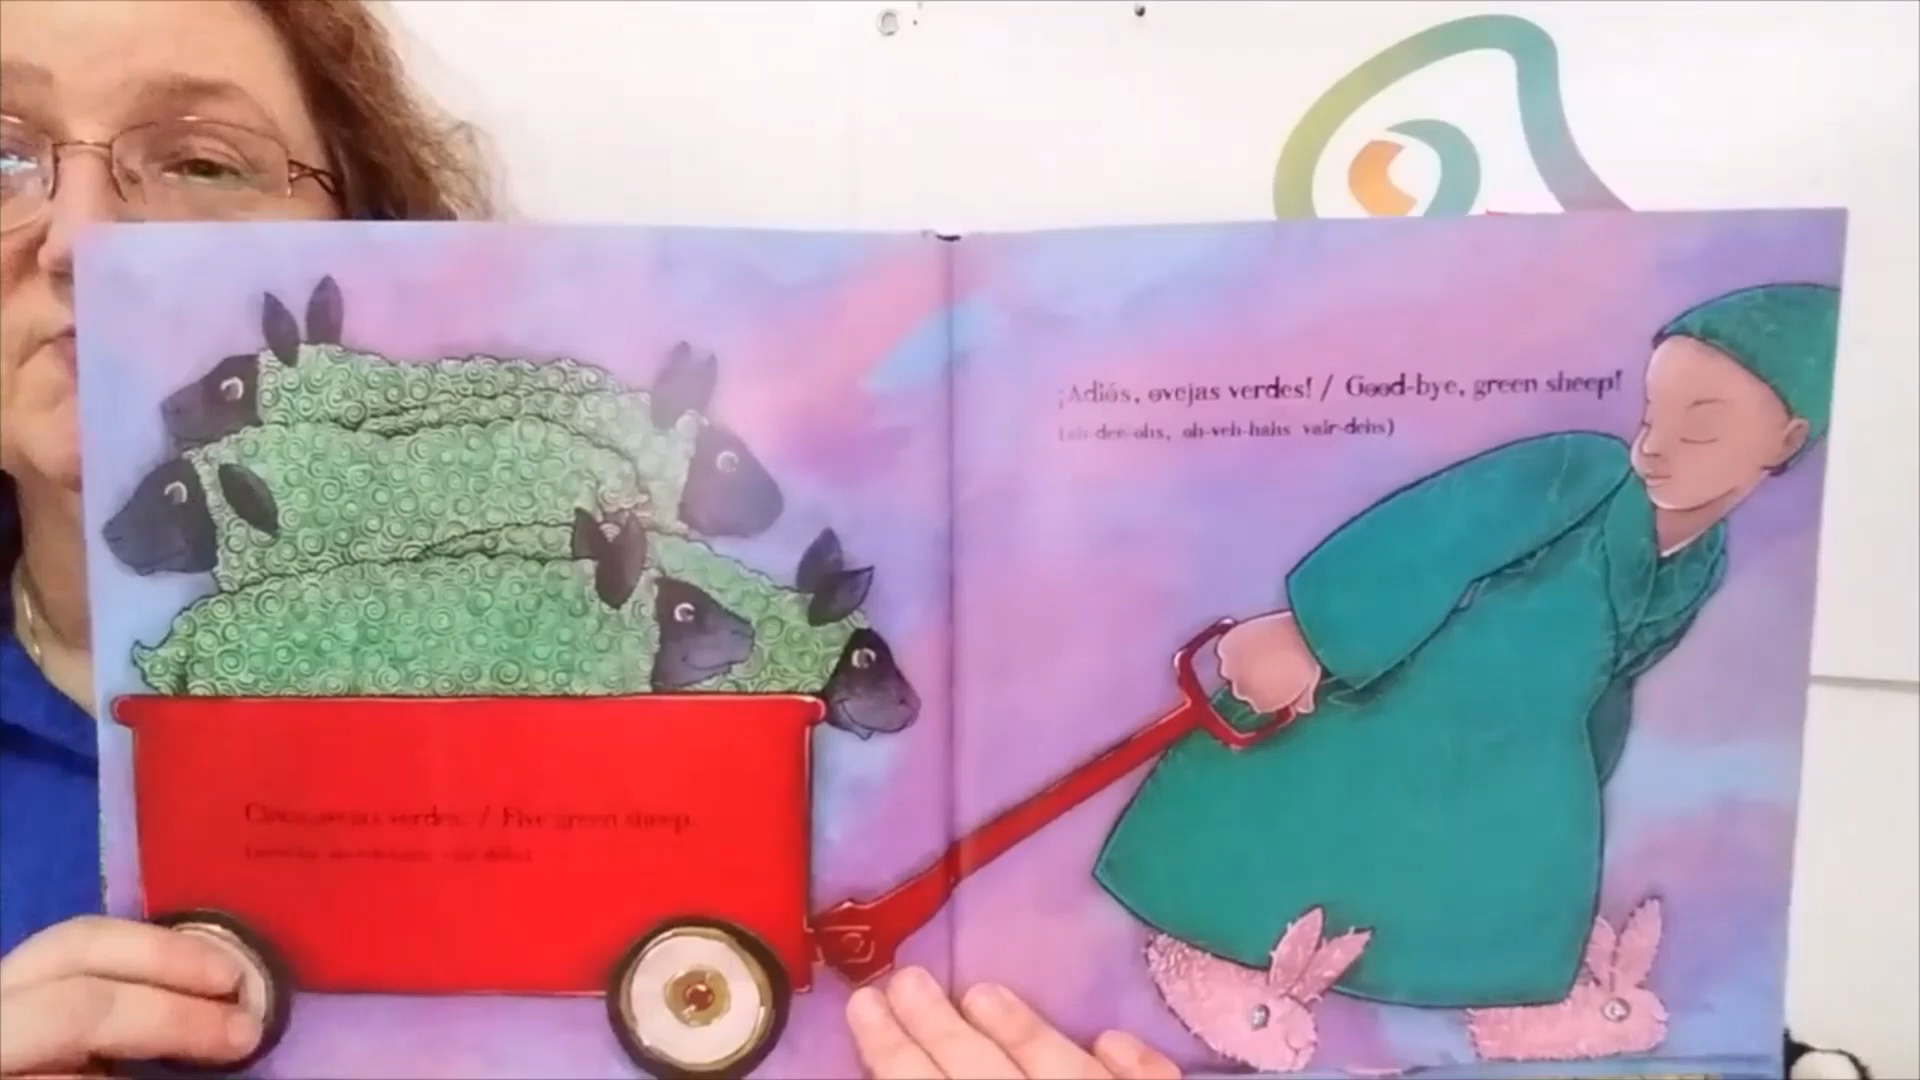 Cinco ovejas verdes. / Five green sheep.
¡Adiós, ovejas verdes! / Good-bye, green sheep!
(ah-dee-ohs, oh-veh-hahs vair-dehs)